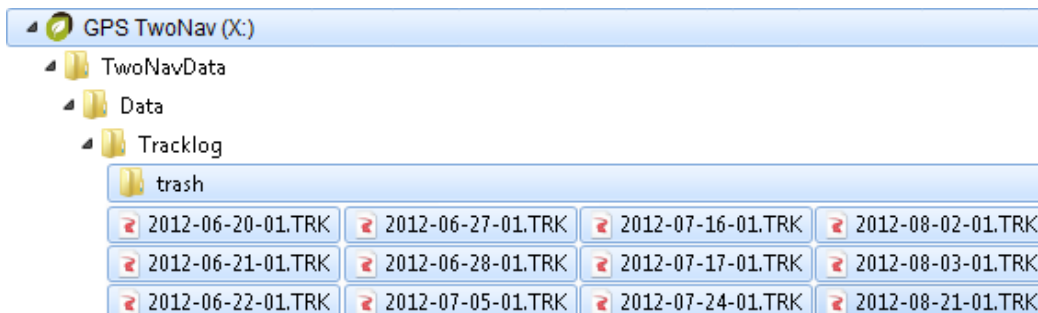 GPS TwoNav (X:)
TwoNavData
Data
Tracklog
trash
2012-06-20-01.TRK 2012-06-27-01.TRK 2012-07-16-01.TRK 2012-08-02-01.TRK
2012-06-21-01.TRK 2012-06-28-01.TRK 2012-07-17-01.TRK 2012-08-03-01.TRK
2012-06-22-01.TRK 2012-07-05-01.TRK 2012-07-24-01.TRK 2012-08-21-01.TRK